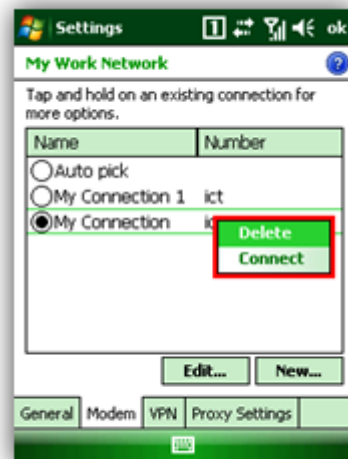 Settings 1 ok
My Work Network ?
Tap and hold on an existing connection for
more options.
Name Number
Auto pick
My Connection 1 ict
My Connection
Delete
Connect
Edit... New...
General Modem VPN Proxy Settings